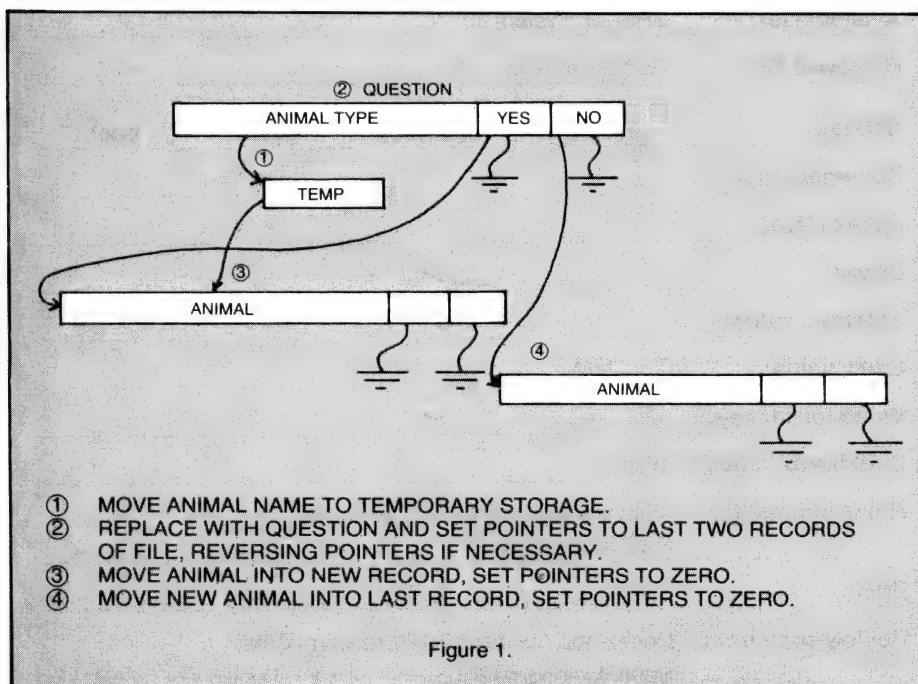 ② QUESTION
ANIMAL TYPE YES NO
①
TEMP
③
ANIMAL
④
ANIMAL
① MOVE ANIMAL NAME TO TEMPORARY STORAGE.
② REPLACE WITH QUESTION AND SET POINTERS TO LAST TWO RECORDS
OF FILE, REVERSING POINTERS IF NECESSARY.
③ MOVE ANIMAL INTO NEW RECORD, SET POINTERS TO ZERO.
④ MOVE NEW ANIMAL INTO LAST RECORD, SET POINTERS TO ZERO.
Figure 1.